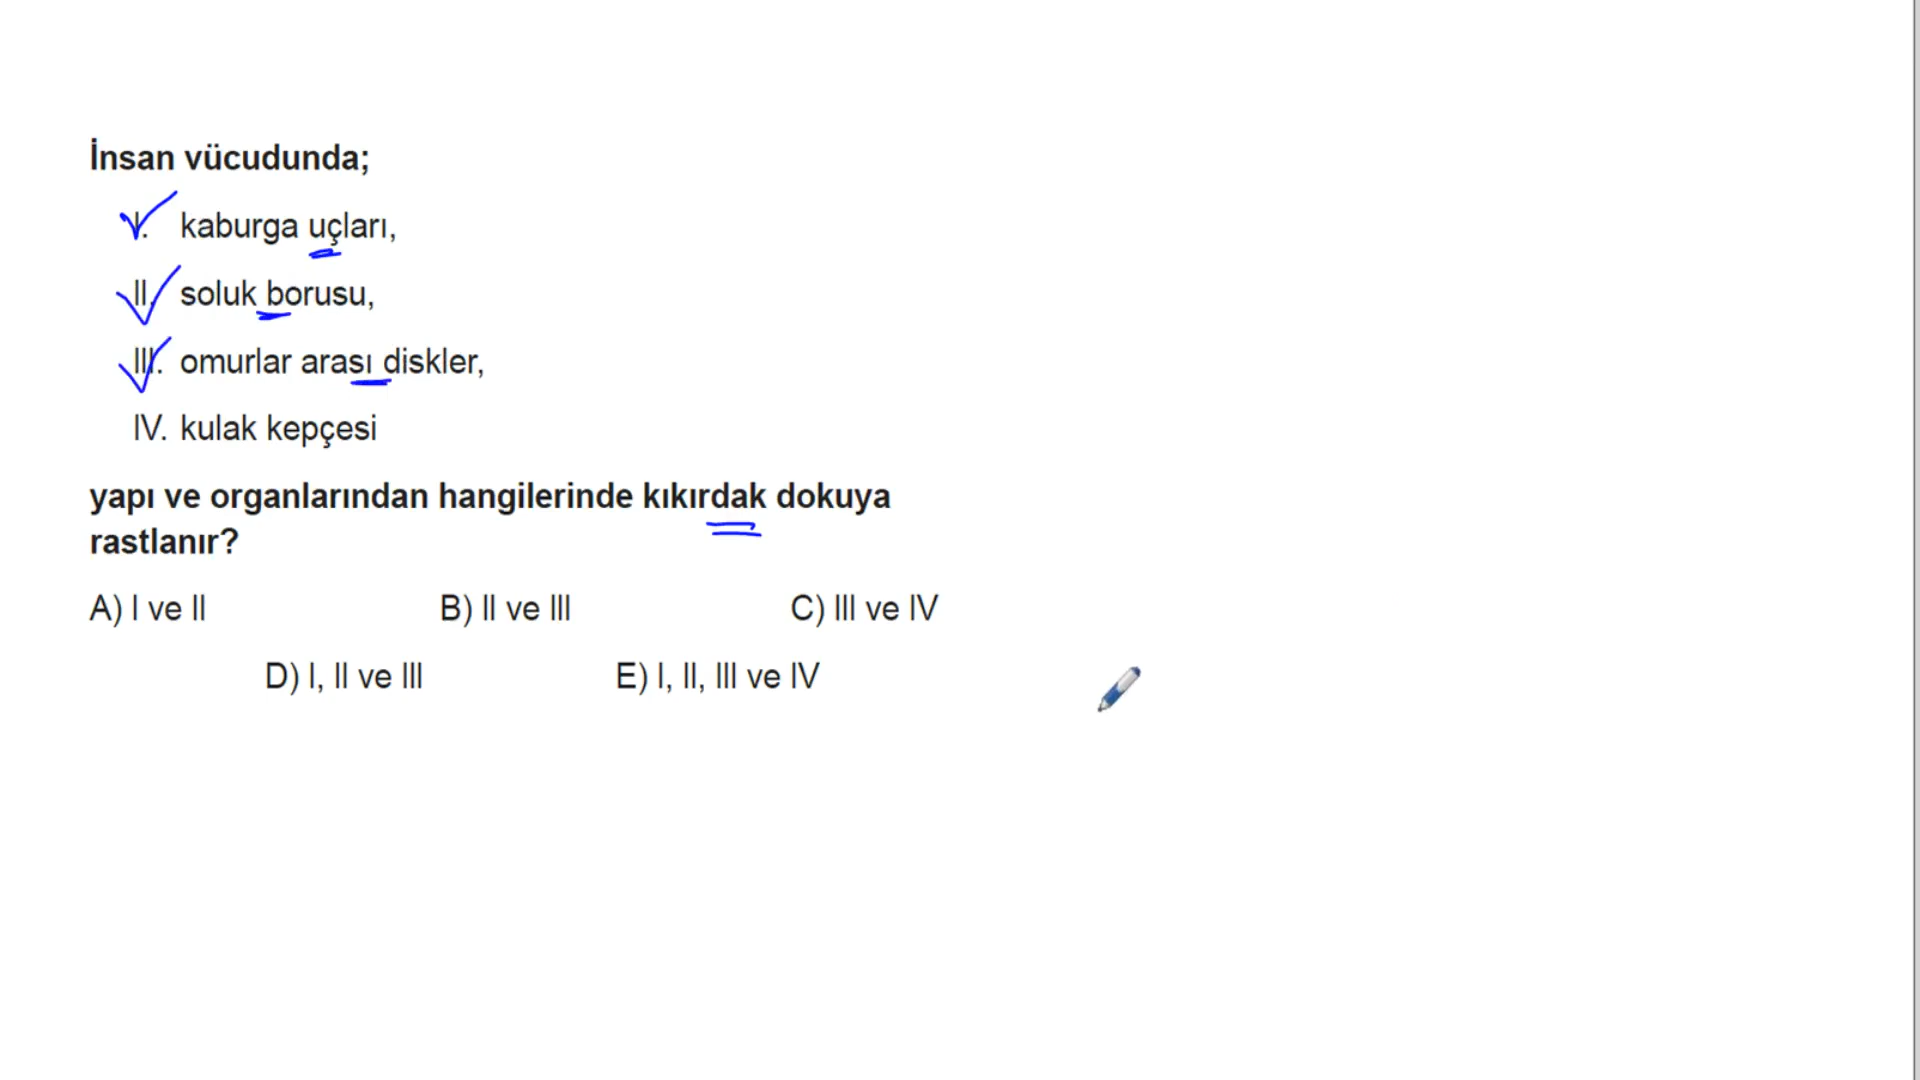 İnsan vücudunda;
I. kaburga uçları,
II. soluk borusu,
III. omurlar arası diskler,
IV. kulak kepçesi
yapı ve organlarından hangilerinde kıkırdak dokuya
rastlanır?
A) I ve II B) II ve III C) III ve IV
D) I, II ve III E) I, II, III ve IV